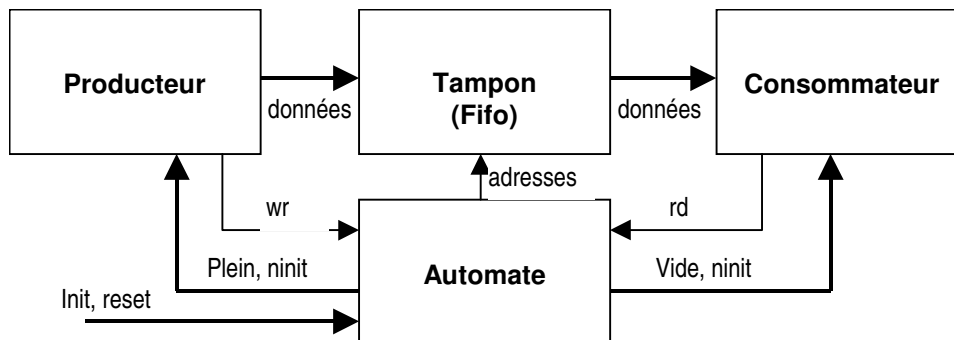 Producteur
Tampon
(Fifo)
Consommateur
données
données
adresses
wr
rd
Plein, ninit
Automate
Vide, ninit
Init, reset